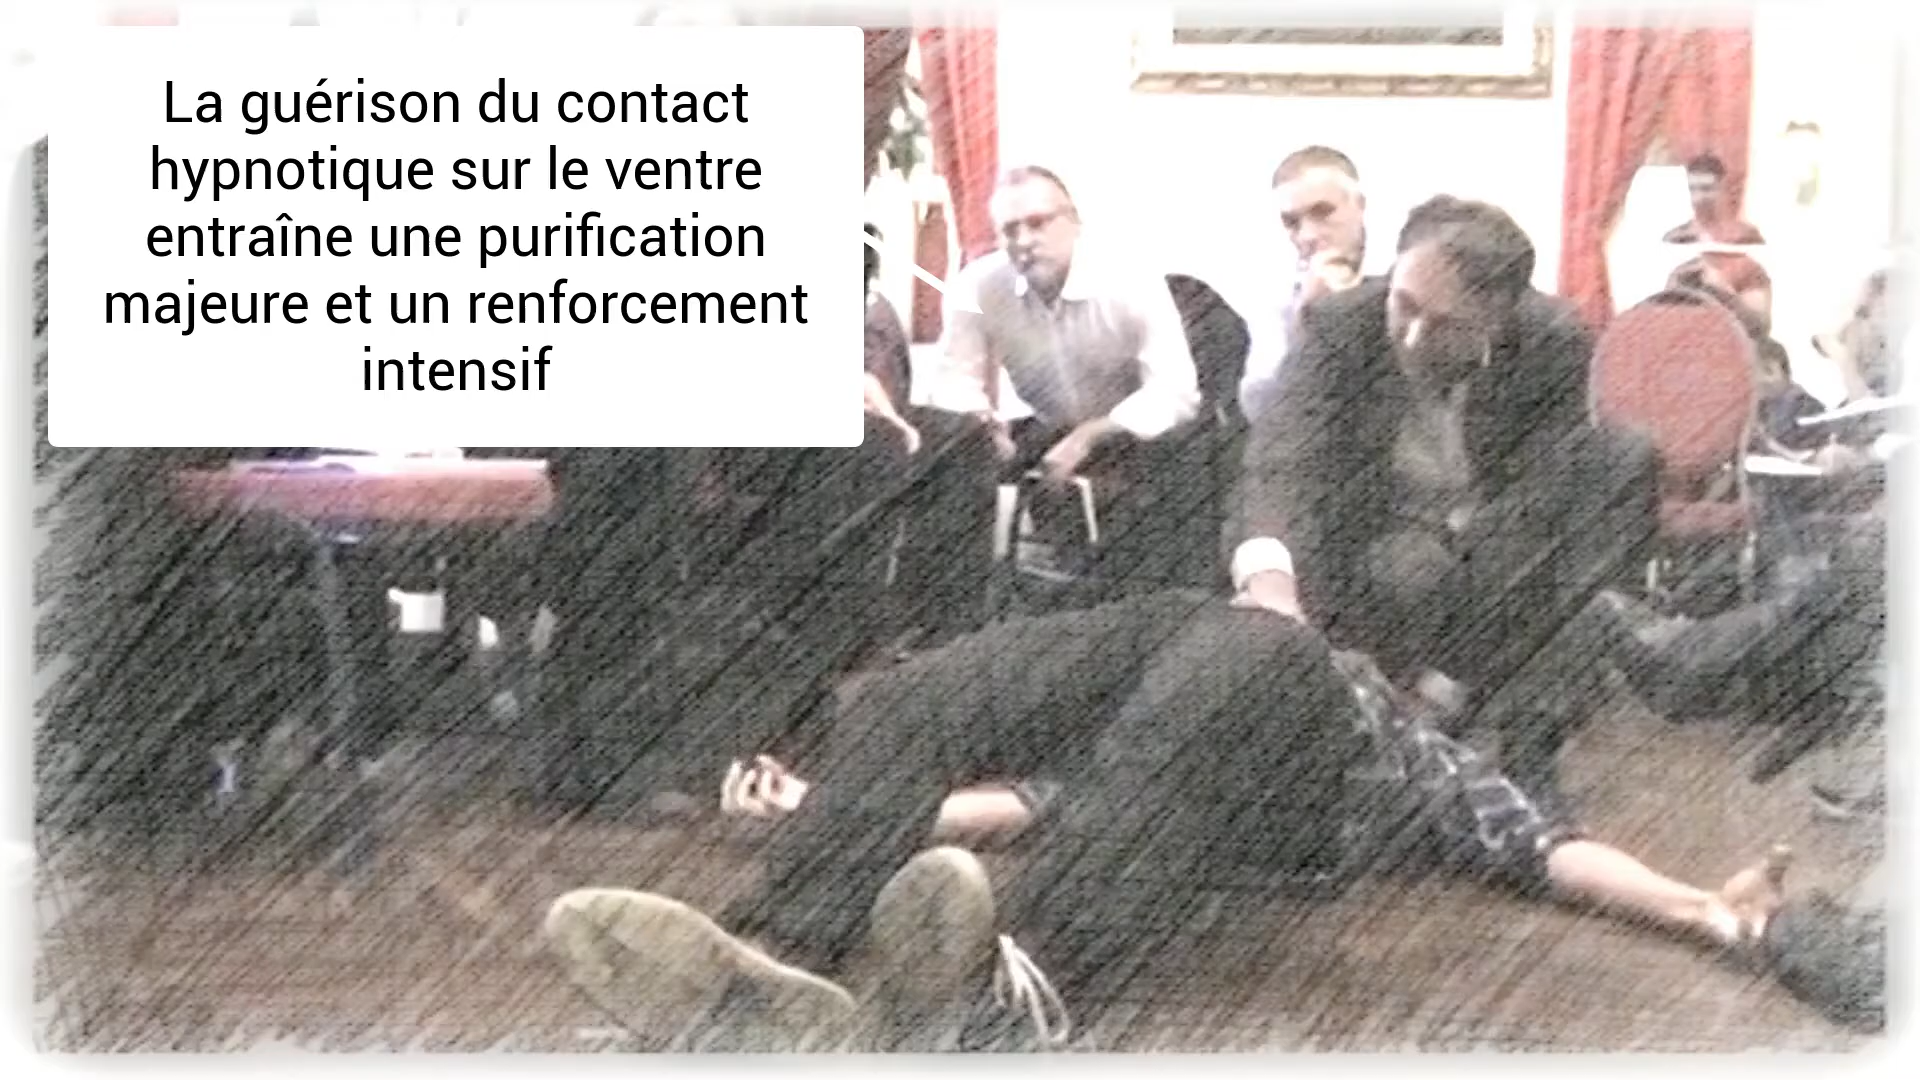 La guérison du contact
hypnotique sur le ventre
entraîne une purification
majeure et un renforcement
intensif